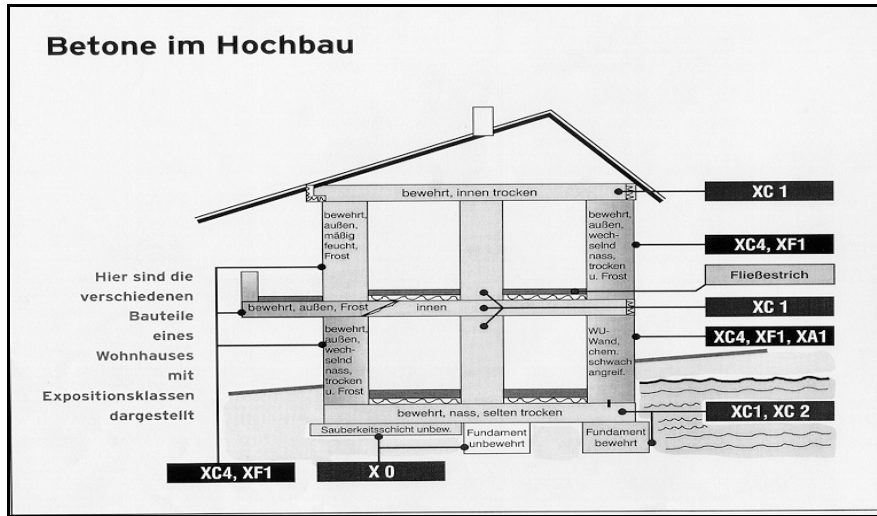 Betone im Hochbau
bewehrt, innen trocken
XC 1
bewehrt,
außen,
mäßig
feucht,
Frost
bewehrt,
außen,
wech-
selnd
nass,
trocken
u. Frost
XC4, XF1
Fließestrich
Hier sind die
verschiedenen
Bauteile
eines
Wohnhauses
mit
Expositionsklassen
dargestellt
bewehrt, außen, Frost
innen
XC 1
bewehrt,
außen,
wech-
selnd
nass,
trocken
u. Frost
WU-
Wand,
chem.
schwach
angreif.
XC4, XF1, XA1
bewehrt, nass, selten trocken
XC1, XC 2
Sauberkeitsschicht unbew.
Fundament
unbewehrt
Fundament
bewehrt
XC4, XF1
X 0